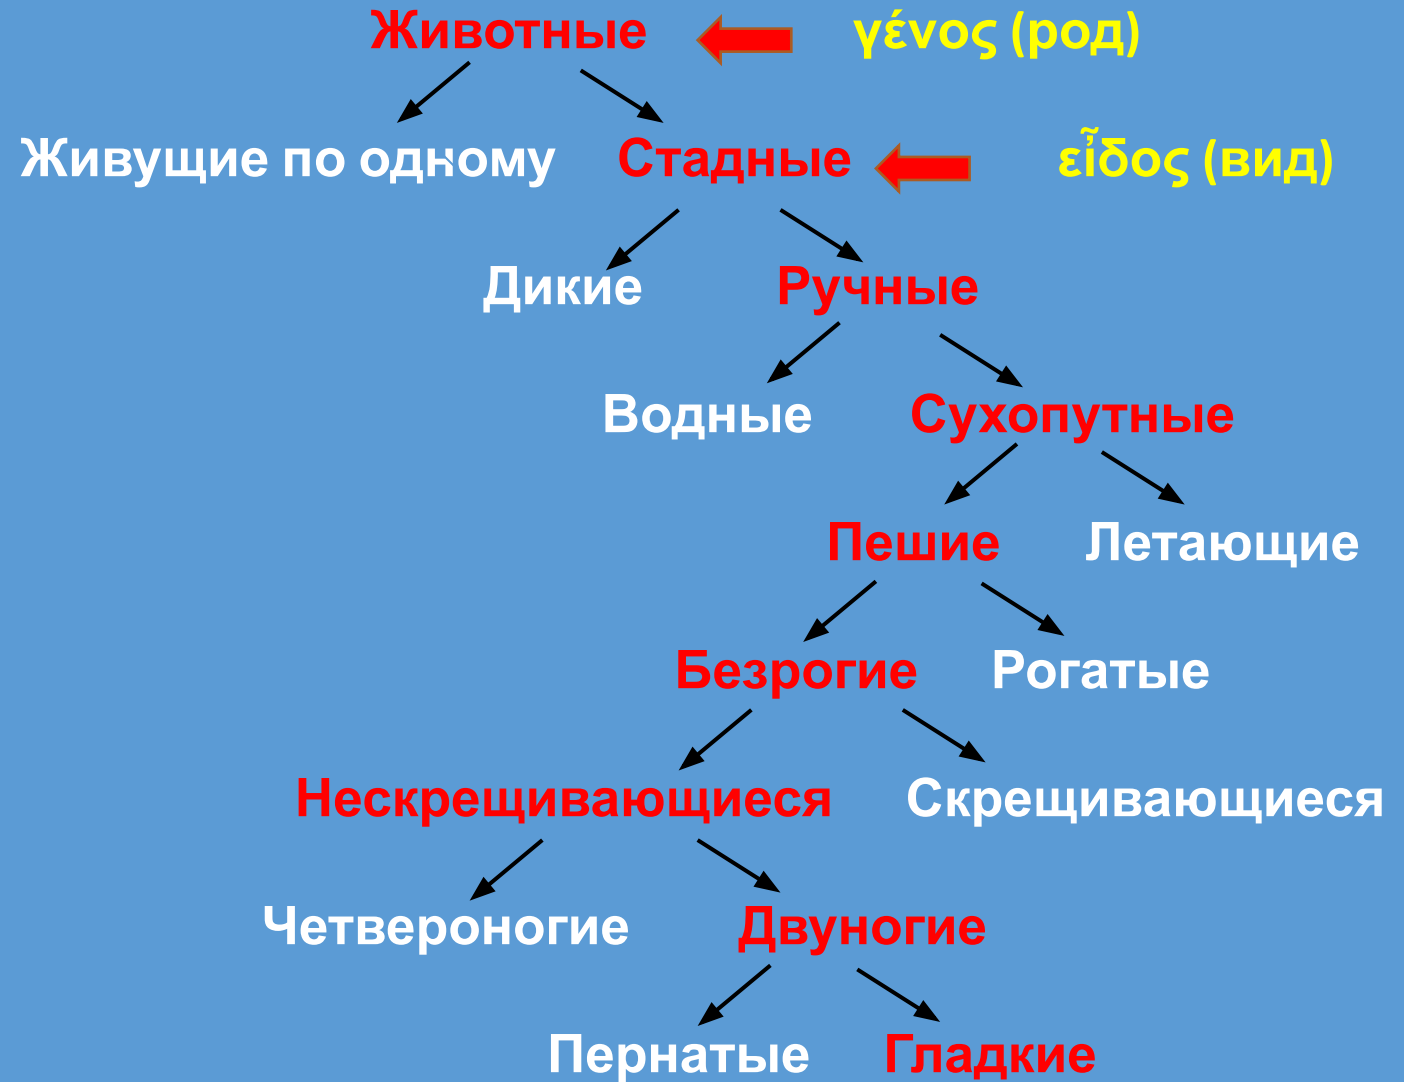 Животные γένος (род)
Живущие по одному Стадные εἶδος (вид)
Дикие Ручные
Водные Сухопутные
Пешие Летающие
Безрогие Рогатые
Нескрещивающиеся Скрещивающиеся
Четвероногие Двуногие
Пернатые Гладкие